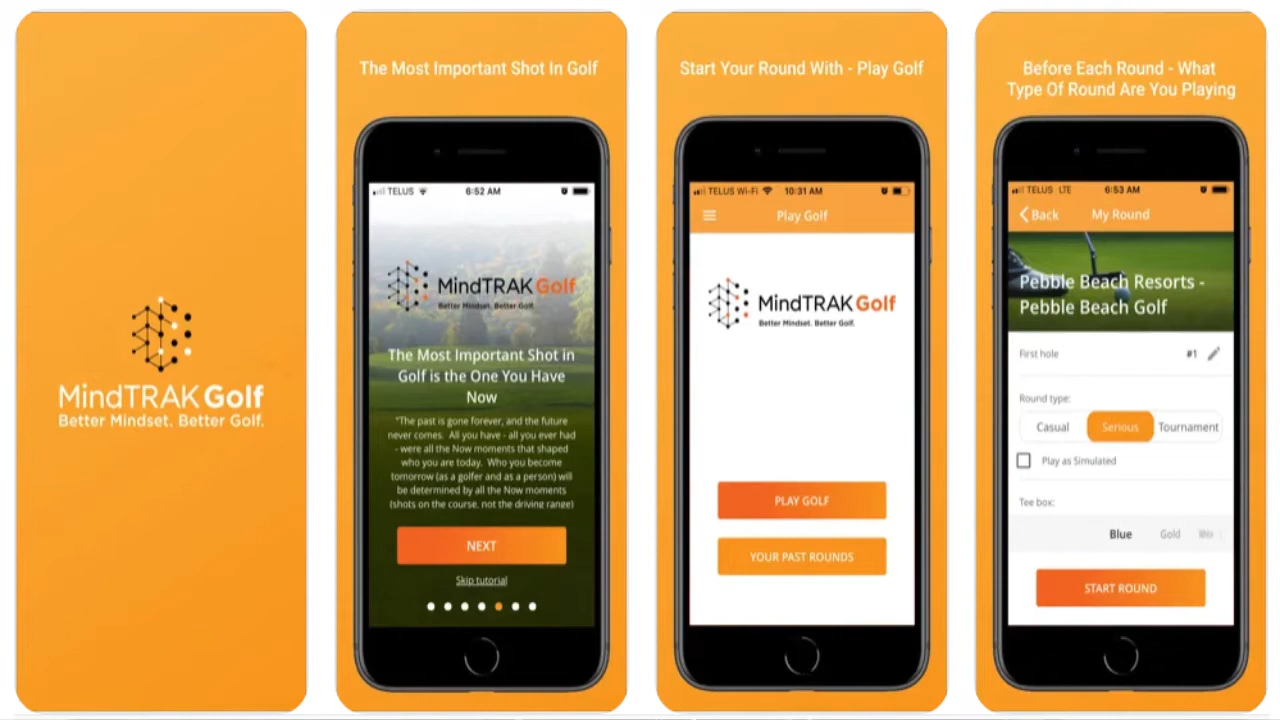 MindTRAK Golf
Better Mindset. Better Golf.
The Most Important Shot In Golf
TELUS
6:52 AM
MindTRAK Golf
Better Mindset. Better Golf.
The Most Important Shot in
Golf is the One You Have
Now
"The past is gone forever, and the future
never comes. All you have - all you ever had
- were all the Now moments that shaped
who you are today. Who you become
tomorrow (as a golfer and as a person) will
be determined by all the Now moments
(shots on the course, not the driving range)
NEXT
Skip tutorial
Start Your Round With - Play Golf
TELUS Wi-Fi
10:31 AM
Play Golf
MindTRAK Golf
Better Mindset. Better Golf.
PLAY GOLF
YOUR PAST ROUNDS
Before Each Round - What
Type Of Round Are You Playing
TELUS LTE
6:53 AM
Back
My Round
Pebble Beach Resorts -
Pebble Beach Golf
First hole
#1
Round type:
Casual
Serious
Tournament
Play as Simulated
Tee box:
Blue
Gold
START ROUND